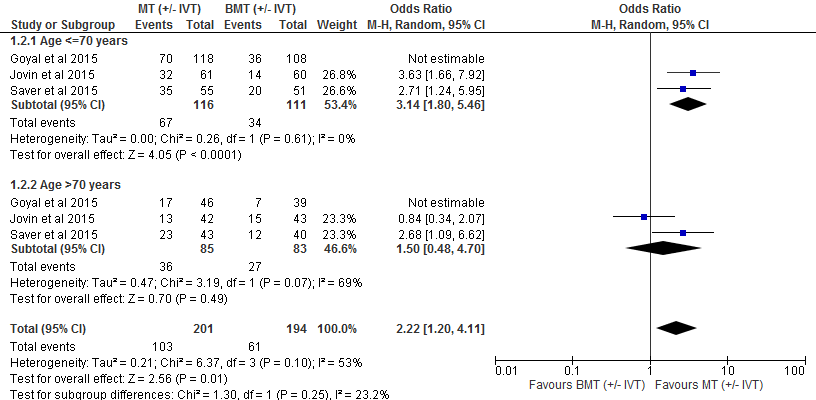 MT (+/- IVT) BMT (+/- IVT) Odds Ratio Odds Ratio
Study or Subgroup Events Total Events Total Weight M-H, Random, 95% CI M-H, Random, 95% CI
1.2.1 Age <=70 years
Goyal et al 2015 70 118 36 108 Not estimable
Jovin et al 2015 32 61 14 60 26.8% 3.63 [1.66, 7.92]
Saver et al 2015 35 55 20 51 26.6% 2.71 [1.24, 5.95]
Subtotal (95% CI) 116 111 53.4% 3.14 [1.80, 5.46]
Total events 67 34
Heterogeneity: Tau² = 0.00; Chi² = 0.26, df = 1 (P = 0.61); I² = 0%
Test for overall effect: Z = 4.05 (P < 0.0001)
1.2.2 Age >70 years
Goyal et al 2015 17 46 7 39 Not estimable
Jovin et al 2015 13 42 15 43 23.3% 0.84 [0.34, 2.07]
Saver et al 2015 23 43 12 40 23.3% 2.68 [1.09, 6.62]
Subtotal (95% CI) 85 83 46.6% 1.50 [0.48, 4.70]
Total events 36 27
Heterogeneity: Tau² = 0.47; Chi² = 3.19, df = 1 (P = 0.07); I² = 69%
Test for overall effect: Z = 0.70 (P = 0.49)
Total (95% CI) 201 194 100.0% 2.22 [1.20, 4.11]
Total events 103 61
Heterogeneity: Tau² = 0.21; Chi² = 6.37, df = 3 (P = 0.10); I² = 53%
Test for overall effect: Z = 2.56 (P = 0.01)
Test for subgroup differences: Chi² = 1.30, df = 1 (P = 0.25), I² = 23.2%
0.01 0.1 1 10 100
Favours BMT (+/- IVT) Favours MT (+/- IVT)